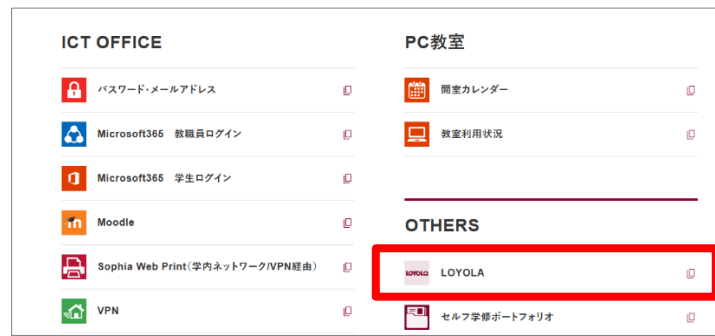 ICT OFFICE
パスワード・メールアドレス
Microsoft365 教職員ログイン
Microsoft365 学生ログイン
Moodle
Sophia Web Print（学内ネットワーク/VPN経由）
VPN
PC教室
開室カレンダー
教室利用状況
OTHERS
LOYOLA
LOYOLA
セルフ学修ポートフォリオ